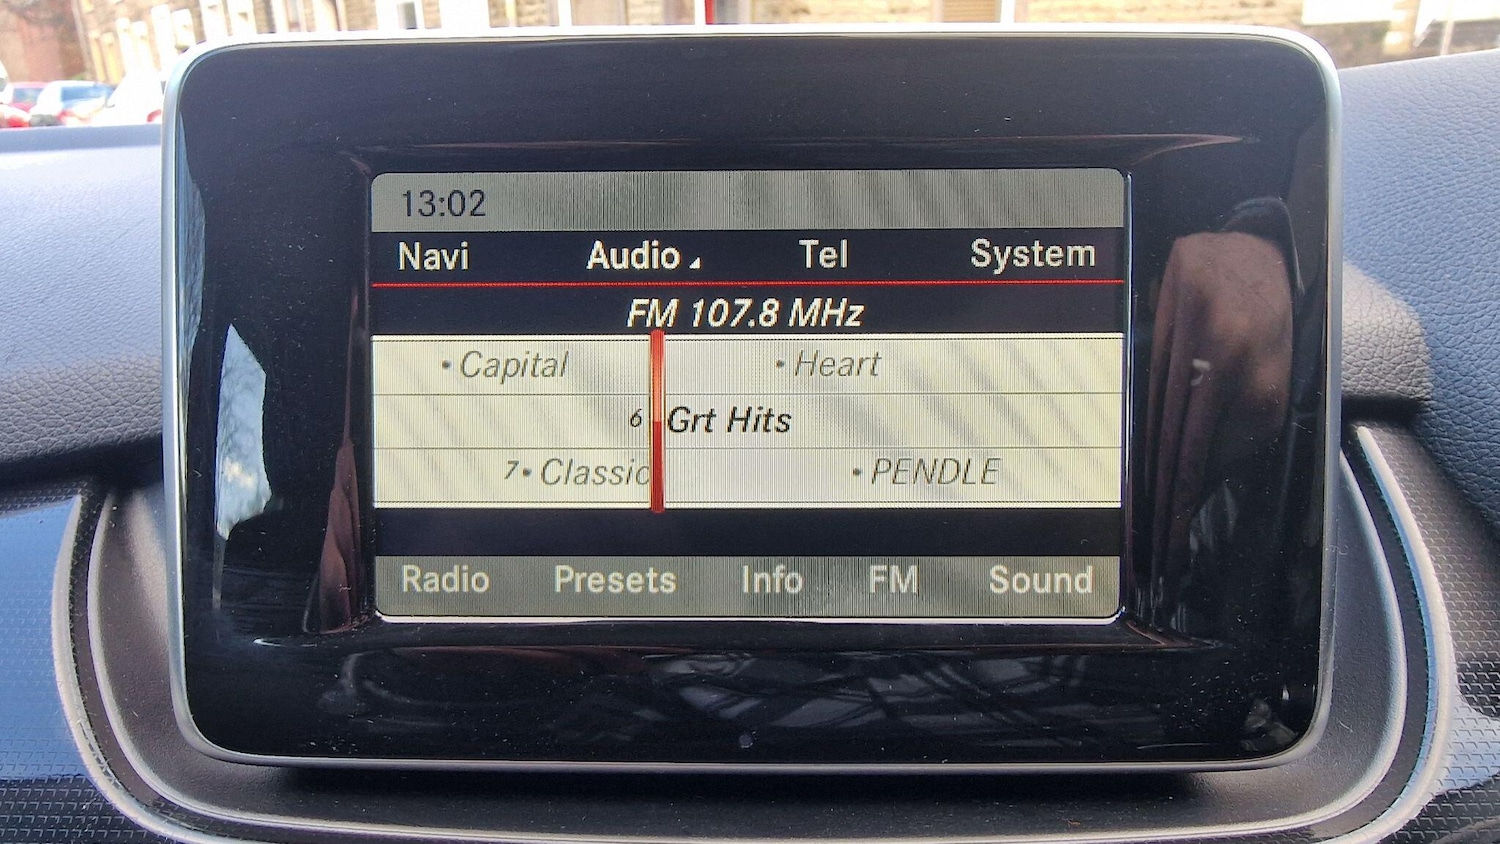 13:02
Navi Audio Tel System
FM 107.8 MHz
• Capital • Heart
6 Grt Hits
7• Classic • PENDLE
Radio Presets Info FM Sound